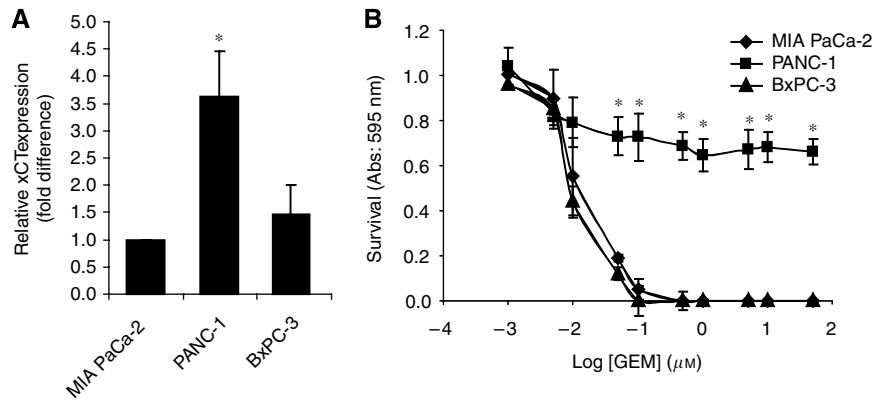 A
Relative xCTexpression
(fold difference)
5.0
4.5
4.0
3.5
3.0
2.5
2.0
1.5
1.0
0.5
0.0
*
MIA PaCa-2
PANC-1
BxPC-3
B
Survival (Abs: 595 nm)
1.2
1.0
0.8
0.6
0.4
0.2
0.0
MIA PaCa-2
PANC-1
BxPC-3
* * * * * * *
−4 −3 −2 −1 0 1 2
Log [GEM] (μM)